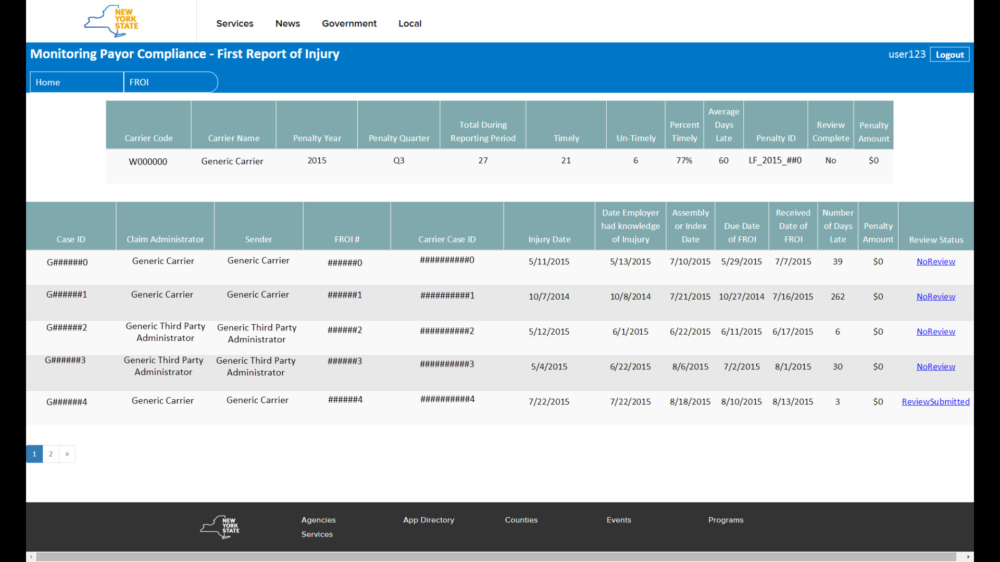 NEW
YORK
STATE
Services News Government Local
Monitoring Payor Compliance - First Report of Injury
user123 Logout
Home FROI
Carrier Code Carrier Name Penalty Year Penalty Quarter Total During Reporting Period Timely Un-Timely Percent Timely Average Days Late Penalty ID Review Complete Penalty Amount
W000000 Generic Carrier 2015 Q3 27 21 6 77% 60 LF_2015_##0 No $0
Case ID Claim Administrator Sender FROI # Carrier Case ID Injury Date Date Employer had knowledge of Inujury Assembly or Index Date Due Date of FROI Received Date of FROI Number of Days Late Penalty Amount Review Status
G######0 Generic Carrier Generic Carrier ######0 ##########0 5/11/2015 5/13/2015 7/10/2015 5/29/2015 7/7/2015 39 $0 NoReview
G######1 Generic Carrier Generic Carrier ######1 ##########1 10/7/2014 10/8/2014 7/21/2015 10/27/2014 7/16/2015 262 $0 NoReview
G######2 Generic Third Party Administrator Generic Third Party Administrator ######2 ##########2 5/12/2015 6/1/2015 6/22/2015 6/11/2015 6/17/2015 6 $0 NoReview
G######3 Generic Third Party Administrator Generic Third Party Administrator ######3 ##########3 5/4/2015 6/22/2015 8/6/2015 7/2/2015 8/1/2015 30 $0 NoReview
G######4 Generic Carrier Generic Carrier ######4 ##########4 7/22/2015 7/22/2015 8/18/2015 8/10/2015 8/13/2015 3 $0 ReviewSubmitted
1 2 »
NEW
YORK
STATE
Agencies App Directory Counties Events Programs
Services